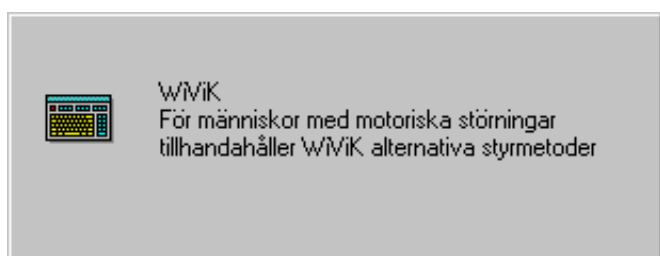 WiViK
För människor med motoriska störningar
tillhandahåller WiViK alternativa styrmetoder